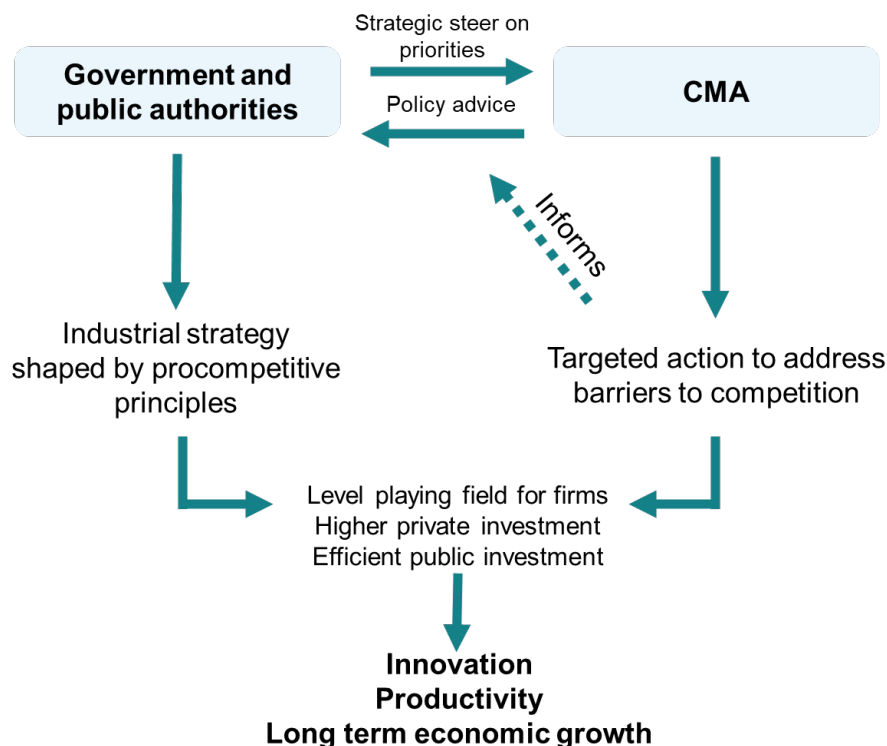 Strategic steer on
priorities
Government and
public authorities
CMA
Policy advice
Informs
Industrial strategy
shaped by procompetitive
principles
Targeted action to address
barriers to competition
Level playing field for firms
Higher private investment
Efficient public investment
Innovation
Productivity
Long term economic growth